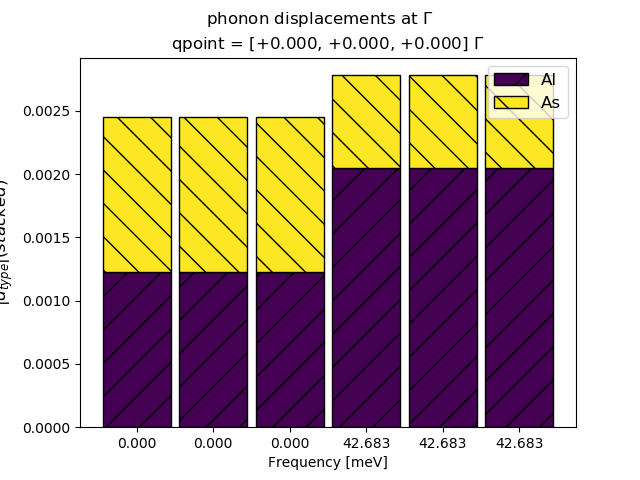 phonon displacements at Γ
qpoint = [+0.000, +0.000, +0.000] Γ
Al
As
0.0025
0.0020
0.0015
0.0010
0.0005
0.0000
|u_type|(stacked)
0.000 0.000 0.000 42.683 42.683 42.683
Frequency [meV]